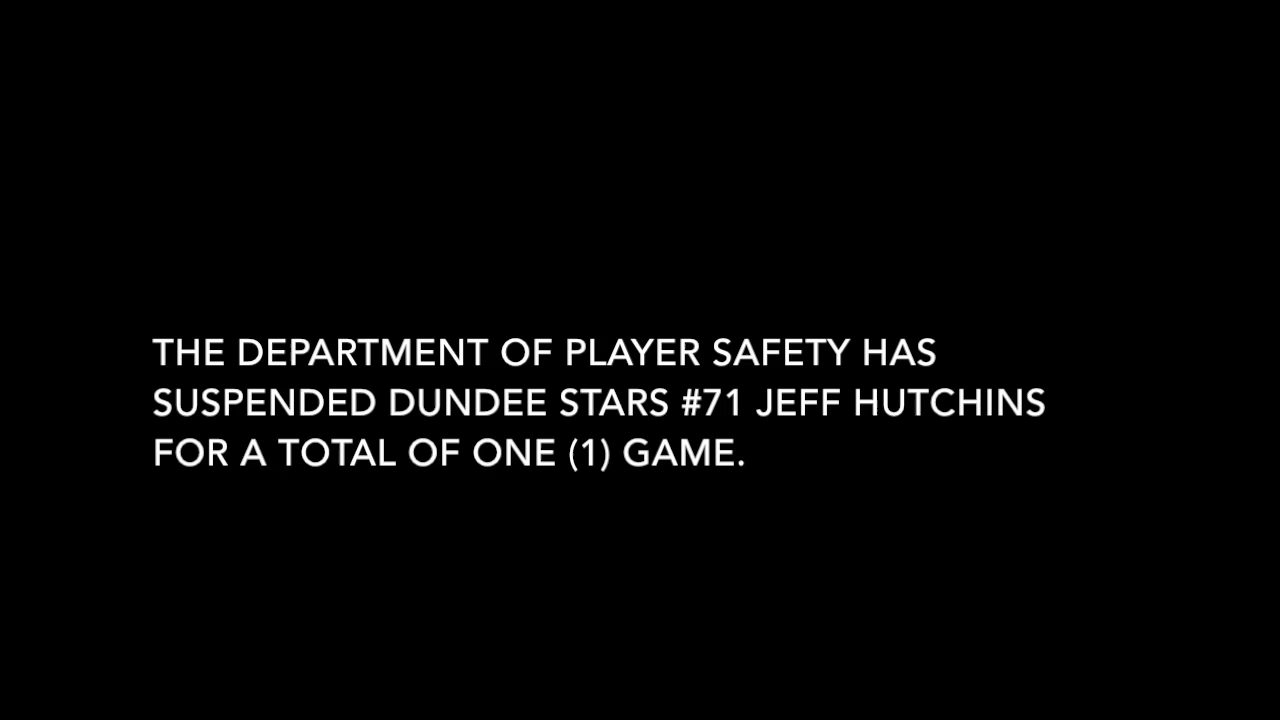 THE DEPARTMENT OF PLAYER SAFETY HAS
SUSPENDED DUNDEE STARS #71 JEFF HUTCHINS
FOR A TOTAL OF ONE (1) GAME.